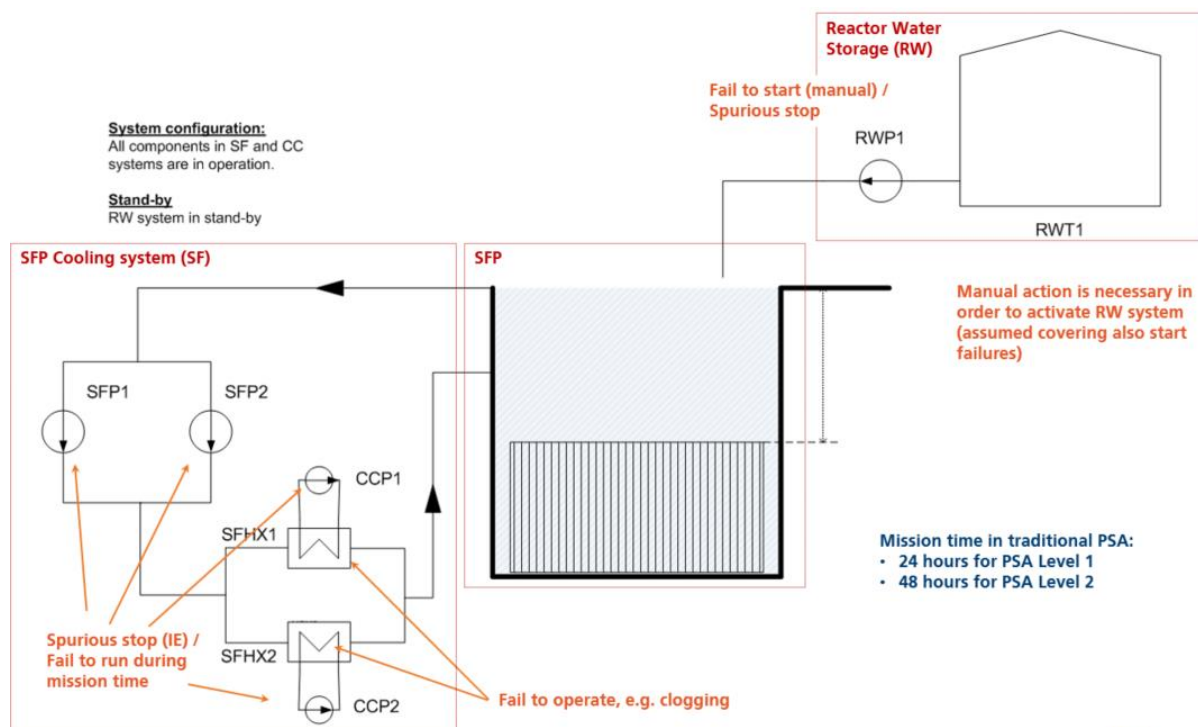 Reactor Water
Storage (RW)
Fail to start (manual) /
Spurious stop
RWP1
RWT1
System configuration:
All components in SF and CC
systems are in operation.
Stand-by
RW system in stand-by
SFP Cooling system (SF)
SFP
Manual action is necessary in
order to activate RW system
(assumed covering also start
failures)
SFP1
SFP2
CCP1
SFHX1
SFHX2
CCP2
Spurious stop (IE) /
Fail to run during
mission time
Fail to operate, e.g. clogging
Mission time in traditional PSA:
• 24 hours for PSA Level 1
• 48 hours for PSA Level 2